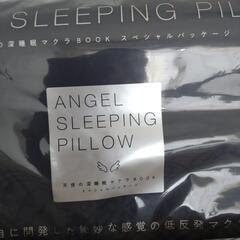 SLEEPING PIL
の深睡眠マクラBOOK スペシャルパッケージ
ANGEL
SLEEPING
PILLOW
天使の深睡眠マクラBOOK
スペシャルパッケージ
自に開発した絶妙な感覚の低反発マク